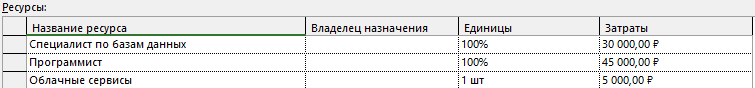 Ресурсы:
Название ресурса Владелец назначения Единицы Затраты
Специалист по базам данных 100% 30 000,00 ₽
Программист 100% 45 000,00 ₽
Облачные сервисы 1 шт 5 000,00 ₽